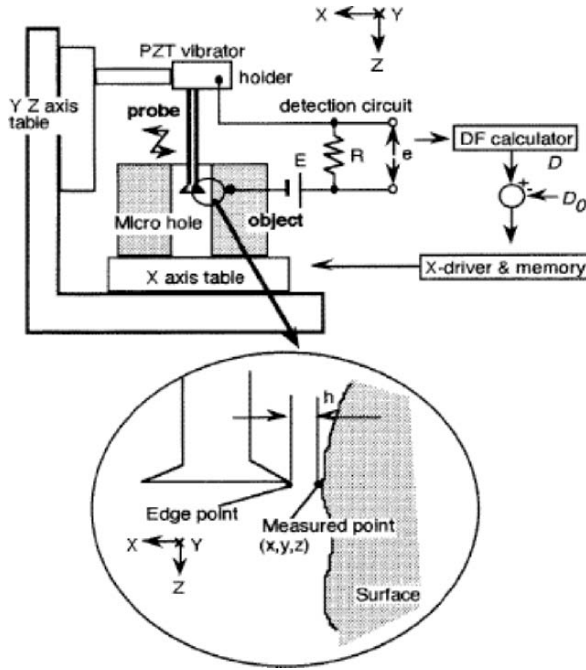 X Y
Z
PZT vibrator
holder
Y Z axis
table
probe
detection circuit
E
R
e
DF calculator
D
+
-
D0
Micro hole
object
X axis table
X-driver & memory
h
Edge point
Measured point
(x,y,z)
X Y
Z
Surface